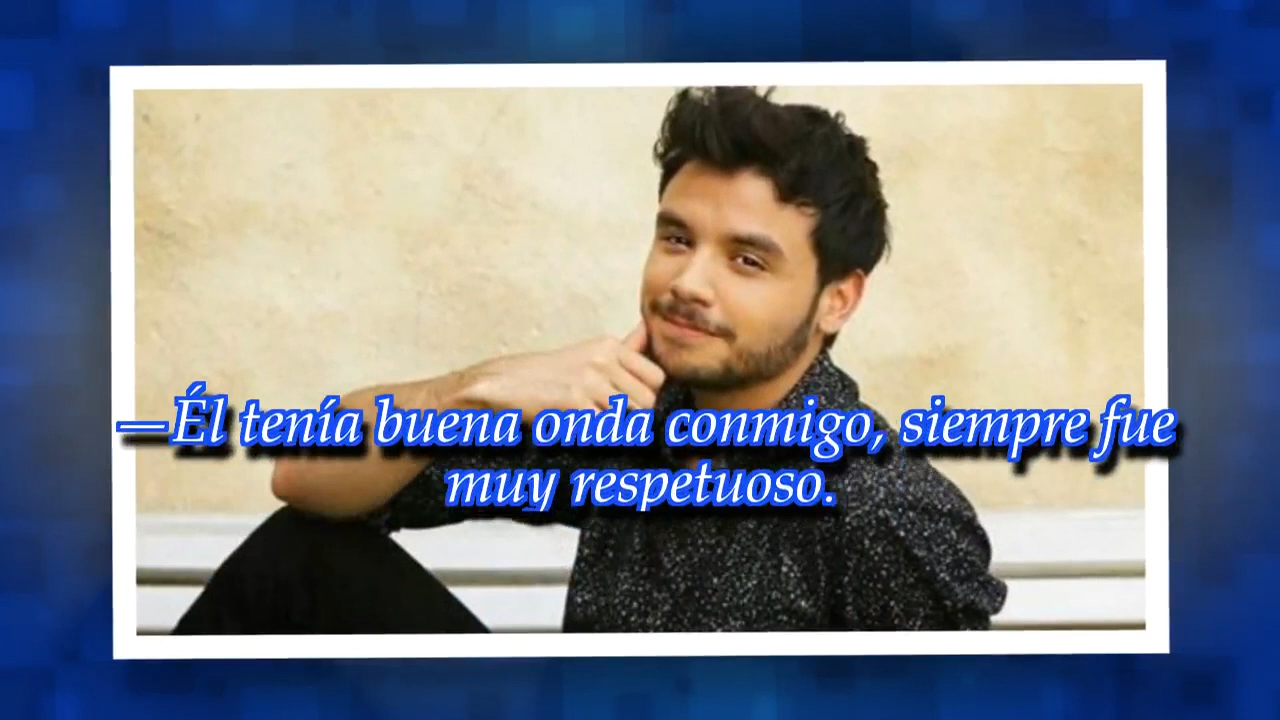 —Él tenía buena onda conmigo, siempre fue
muy respetuoso.